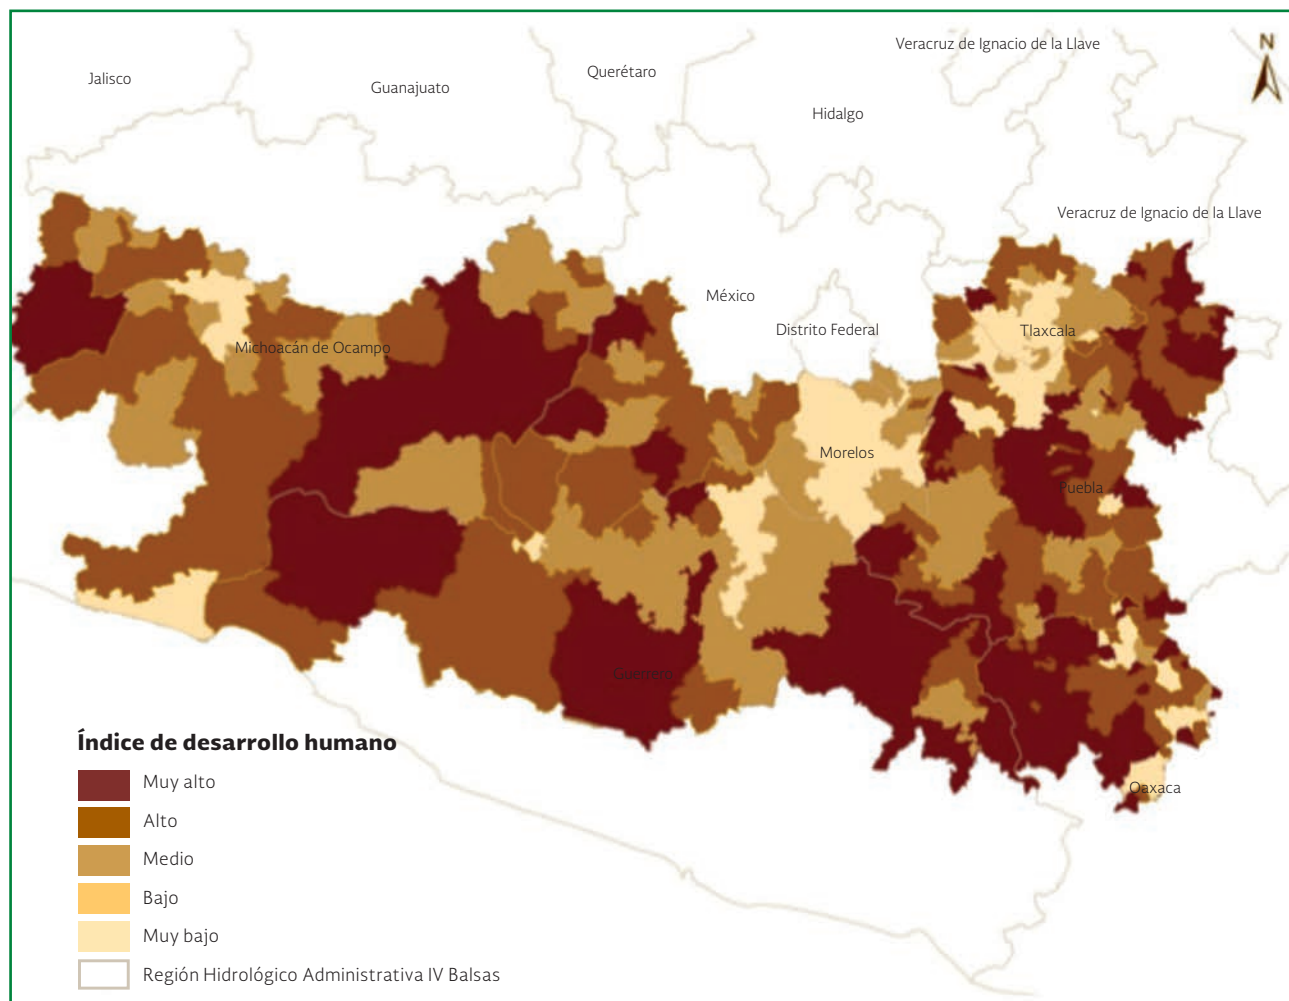 Veracruz de Ignacio de la Llave
N
Querétaro
Jalisco
Guanajuato
Hidalgo
Veracruz de Ignacio de la Llave
México
Distrito Federal
Tlaxcala
Michoacán de Ocampo
Morelos
Puebla
Guerrero
Oaxaca
Índice de desarrollo humano
Muy alto
Alto
Medio
Bajo
Muy bajo
Región Hidrológico Administrativa IV Balsas